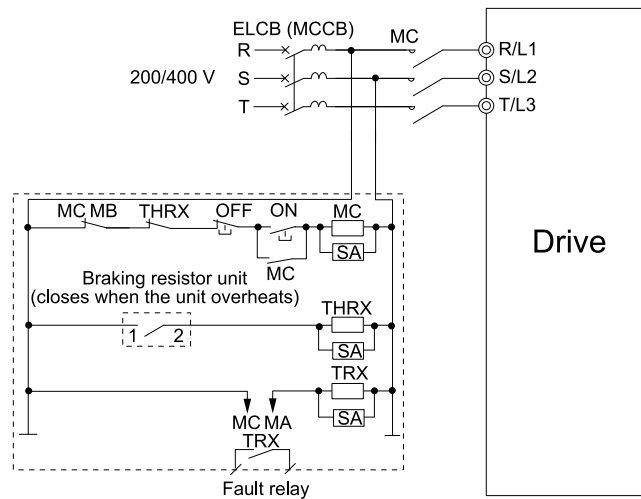 ELCB (MCCB)
MC
R
R/L1
200/400 V
S
S/L2
T
T/L3
MC MB
THRX
OFF
ON
MC
SA
MC
Drive
Braking resistor unit
(closes when the unit overheats)
THRX
1 2
SA
TRX
SA
MC MA
TRX
Fault relay